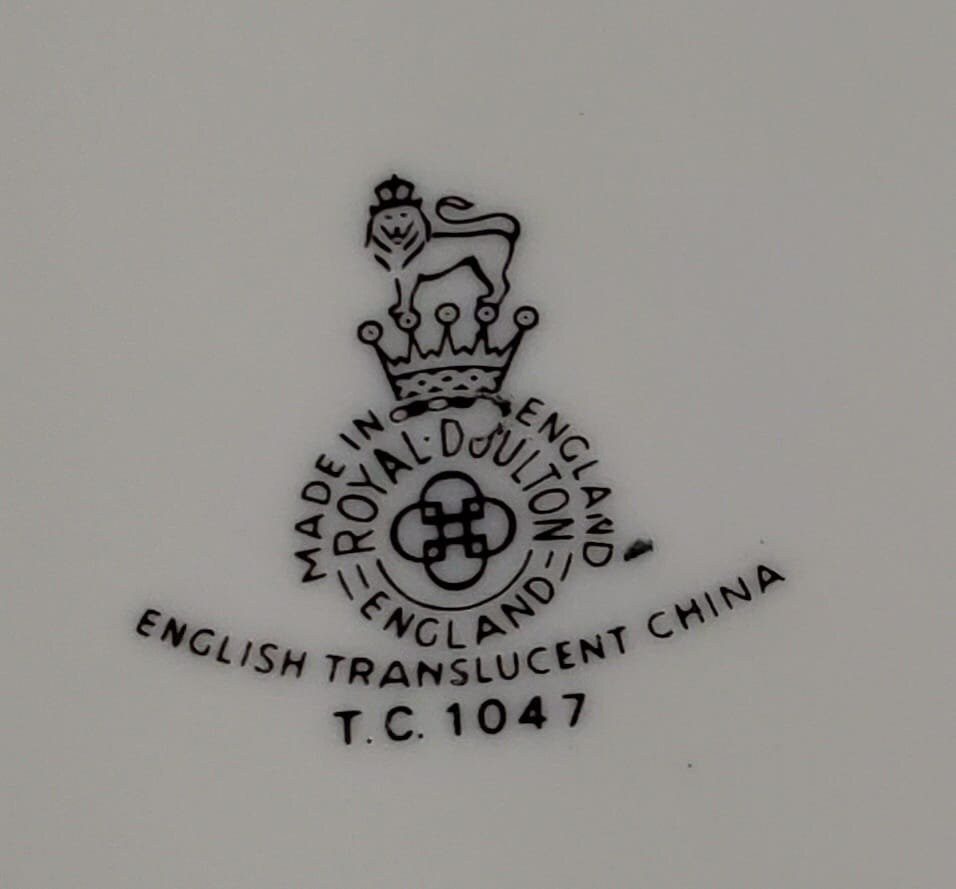 MADE IN ENGLAND
ROYAL·DOULTON
ENGLAND
ENGLISH TRANSLUCENT CHINA
T.C.1047